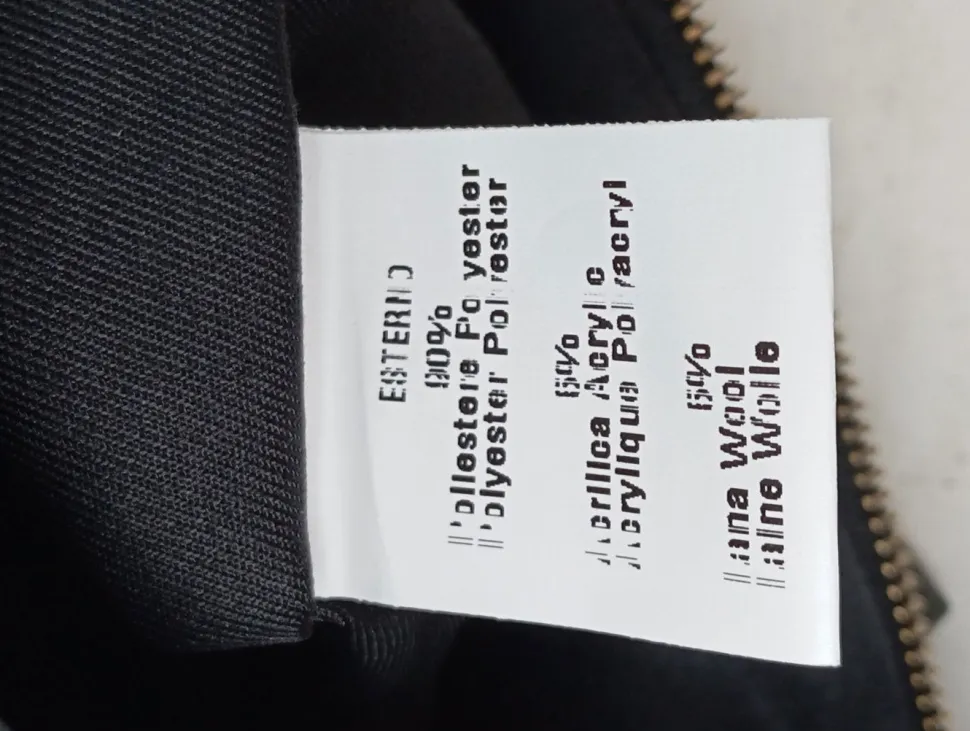 ESTERNO
90%
Poliestere Polyester
Polyester Polyester
5%
Acrilica Acrylic
Acrylique Polyacryl
5%
Lana Wool
Laine Wolle